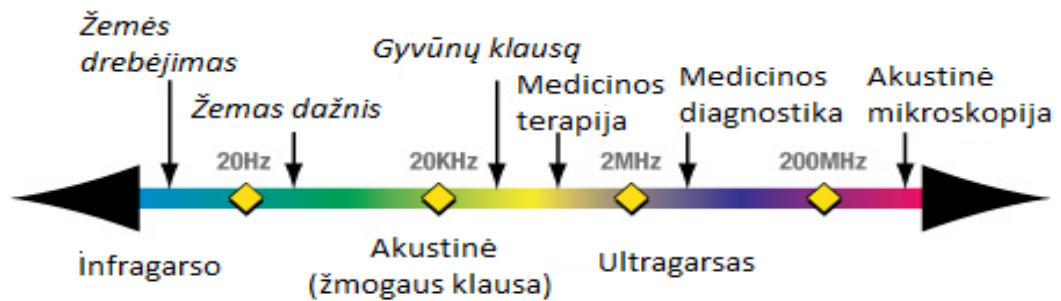 Žemės
drebėjimas
Žemas dažnis
Gyvūnų klausą
Medicinos
terapija
Medicinos
diagnostika
Akustinė
mikroskopija
20Hz
20KHz
2MHz
200MHz
Infragarso
Akustinė
(žmogaus klausa)
Ultragarsas